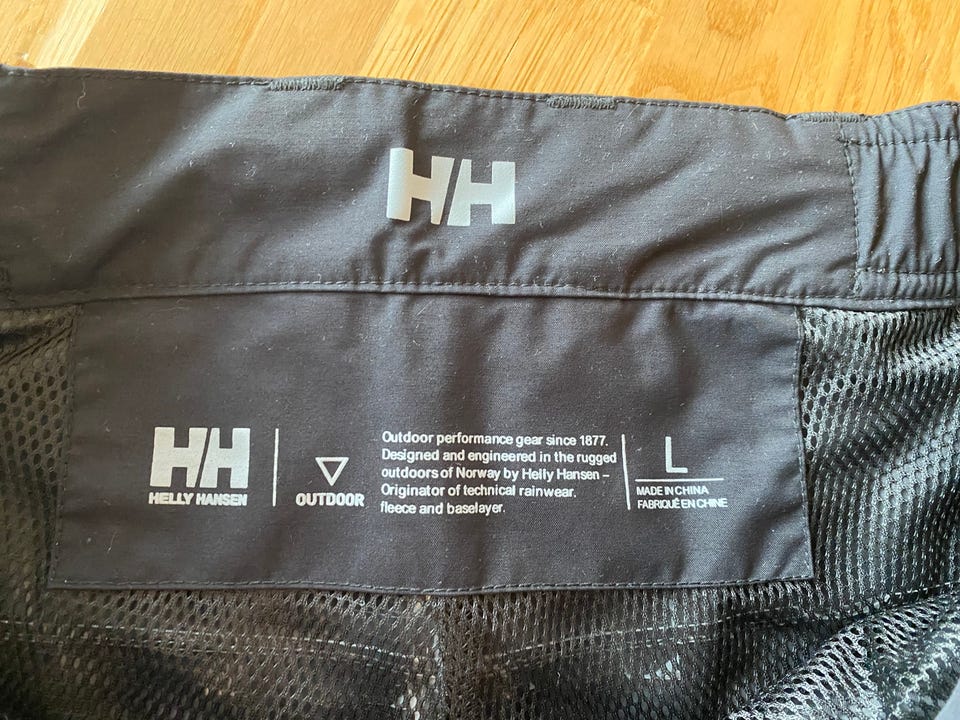 HH
HH
HELLY HANSEN
OUTDOOR
Outdoor performance gear since 1877.
Designed and engineered in the rugged
outdoors of Norway by Helly Hansen –
Originator of technical rainwear,
fleece and baselayer.
L
MADE IN CHINA
FABRIQUÉ EN CHINE